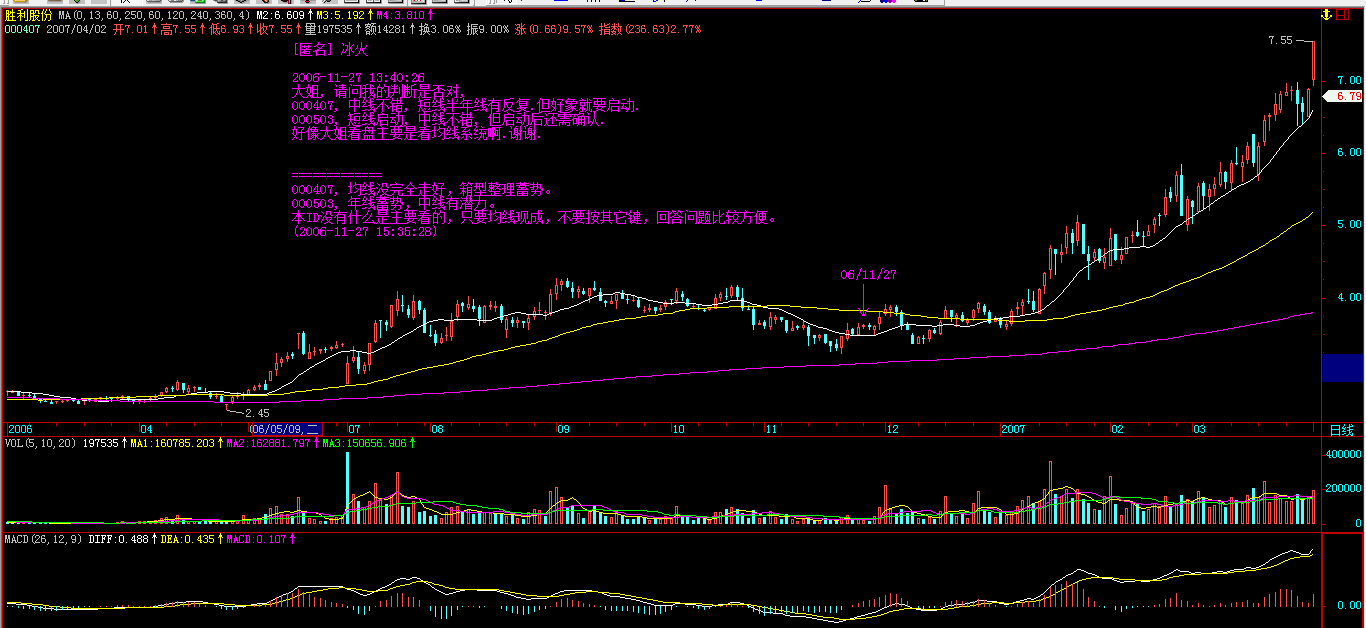 胜利股份 MA(0,13,60,250,60,120,240,360,4) M2:6.609↑M3:5.192↑M4:3.810↑
000407 2007/04/02 开7.01↑高7.55↑低6.93↑收7.55↑量197535↑额14281↑换3.06% 振9.00% 涨(0.66)9.57% 指数(236.63)2.77%
[匿名] 冰火
2006-11-27 13:40:26
大姐, 请问我的判断是否对,
000407, 中线不错, 短线半年线有反复.但好象就要启动.
000503, 短线启动, 中线不错, 但启动后还需确认.
好像大姐看盘主要是看均线系统啊.谢谢.
=============
000407, 均线没完全走好，箱型整理蓄势。
000503, 年线蓄势，中线有潜力。
本ID没有什么是主要看的，只要均线现成，不要按其它键，回答问题比较方便。
(2006-11-27 15:35:28)
日
7.55
7.00
6.79
6.00
5.00
4.00
06/11/27
2.45
2006 04 06/05/09,二 07 08 09 10 11 12 2007 02 03 日线
VOL(5,10,20) 197535↑MA1:160785.203↑MA2:162881.797↑MA3:150656.906↑
400000
200000
0
MACD(26,12,9) DIFF:0.488↑DEA:0.435↑MACD:0.107↑
0.00